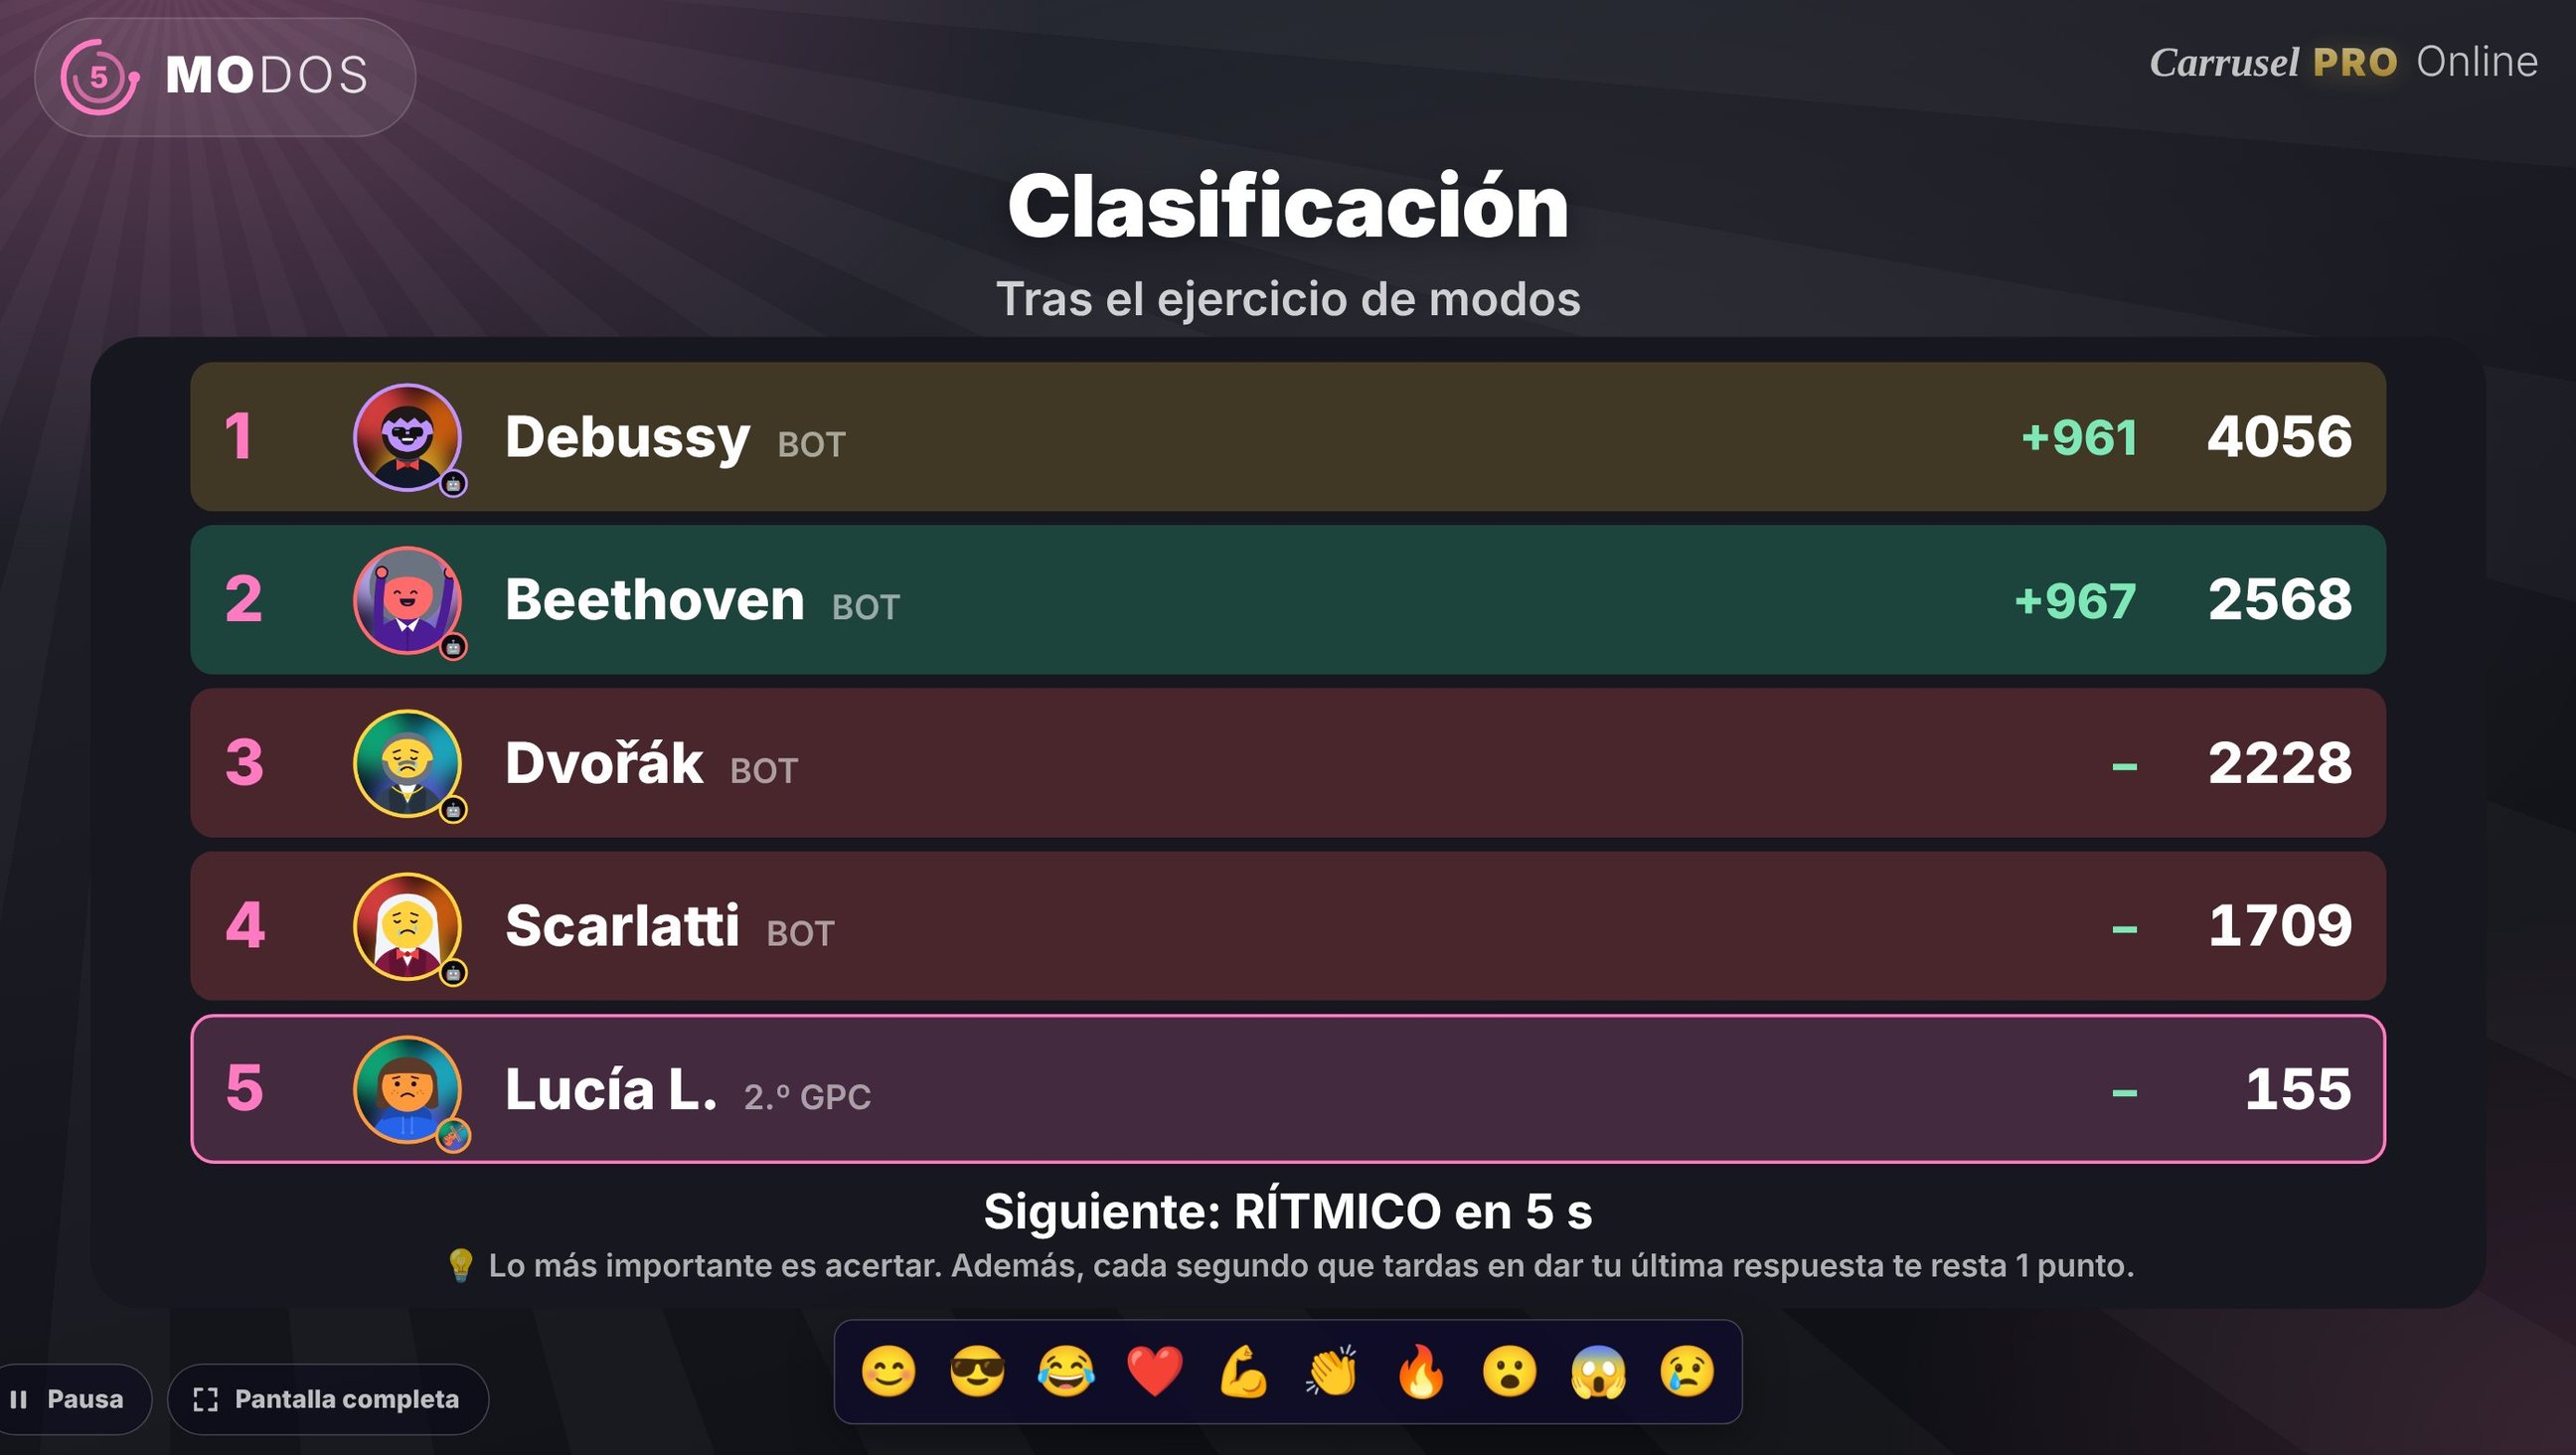 5 MODOS
Carrusel PRO Online
Clasificación
Tras el ejercicio de modos
1 Debussy BOT +961 4056
2 Beethoven BOT +967 2568
3 Dvořák BOT – 2228
4 Scarlatti BOT – 1709
5 Lucía L. 2.º GPC – 155
Siguiente: RÍTMICO en 5 s
💡 Lo más importante es acertar. Además, cada segundo que tardas en dar tu última respuesta te resta 1 punto.
Pausa
Pantalla completa